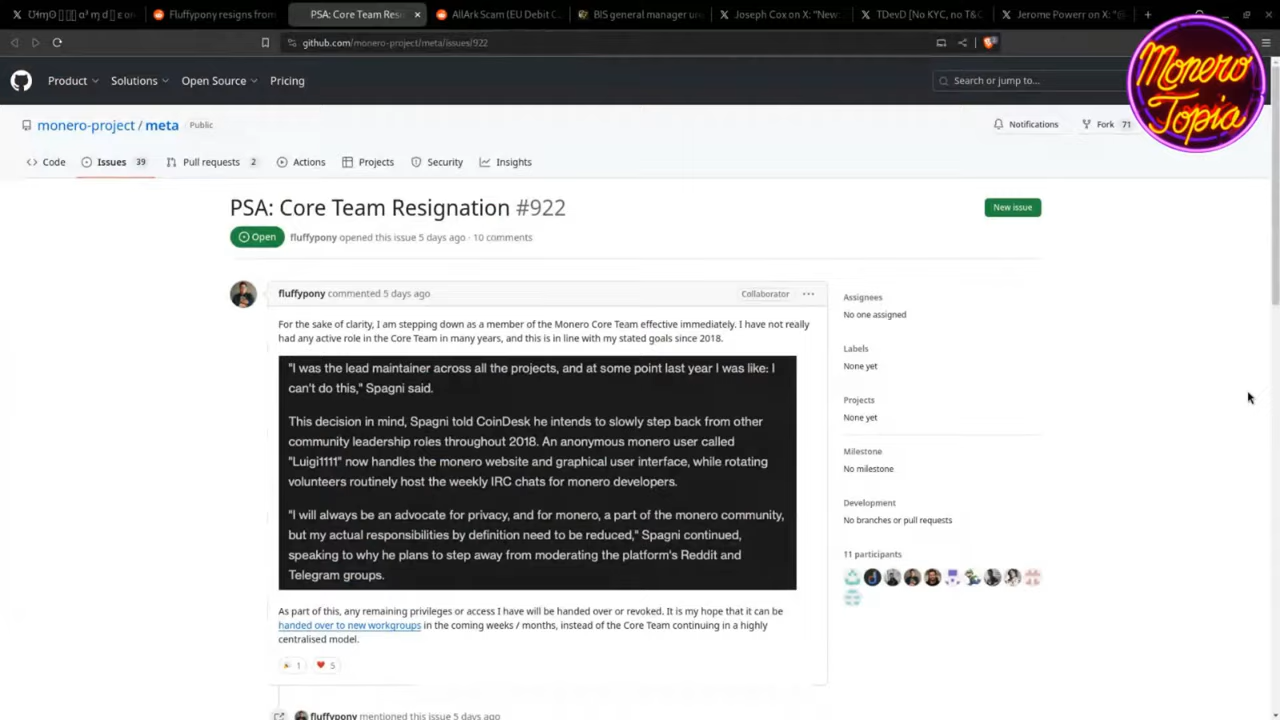 Fluffypony resigns from
PSA: Core Team Resi
AllArk Scam (EU Debit C
BIS general manager u
Joseph Cox on X: "New
TDevD [No KYC, no T&C
Jerome Powerr on X: "
github.com/monero-project/meta/issues/922
Monero
Topia
Product
Solutions
Open Source
Pricing
Search or jump to...
monero-project / meta
Public
Notifications
Fork 71
Code
Issues 39
Pull requests 2
Actions
Projects
Security
Insights
PSA: Core Team Resignation #922
New issue
Open
fluffypony opened this issue 5 days ago · 10 comments
fluffypony commented 5 days ago
Collaborator
For the sake of clarity, I am stepping down as a member of the Monero Core Team effective immediately. I have not really
had any active role in the Core Team in many years, and this is in line with my stated goals since 2018.
"I was the lead maintainer across all the projects, and at some point last year I was like: I
can't do this," Spagni said.
This decision in mind, Spagni told CoinDesk he intends to slowly step back from other
community leadership roles throughout 2018. An anonymous monero user called
"Luigi1111" now handles the monero website and graphical user interface, while rotating
volunteers routinely host the weekly IRC chats for monero developers.
"I will always be an advocate for privacy, and for monero, a part of the monero community,
but my actual responsibilities by definition need to be reduced," Spagni continued,
speaking to why he plans to step away from moderating the platform's Reddit and
Telegram groups.
As part of this, any remaining privileges or access I have will be handed over or revoked. It is my hope that it can be
handed over to new workgroups in the coming weeks / months, instead of the Core Team continuing in a highly
centralised model.
1
5
fluffypony mentioned this issue 5 days ago
Assignees
No one assigned
Labels
None yet
Projects
None yet
Milestone
No milestone
Development
No branches or pull requests
11 participants